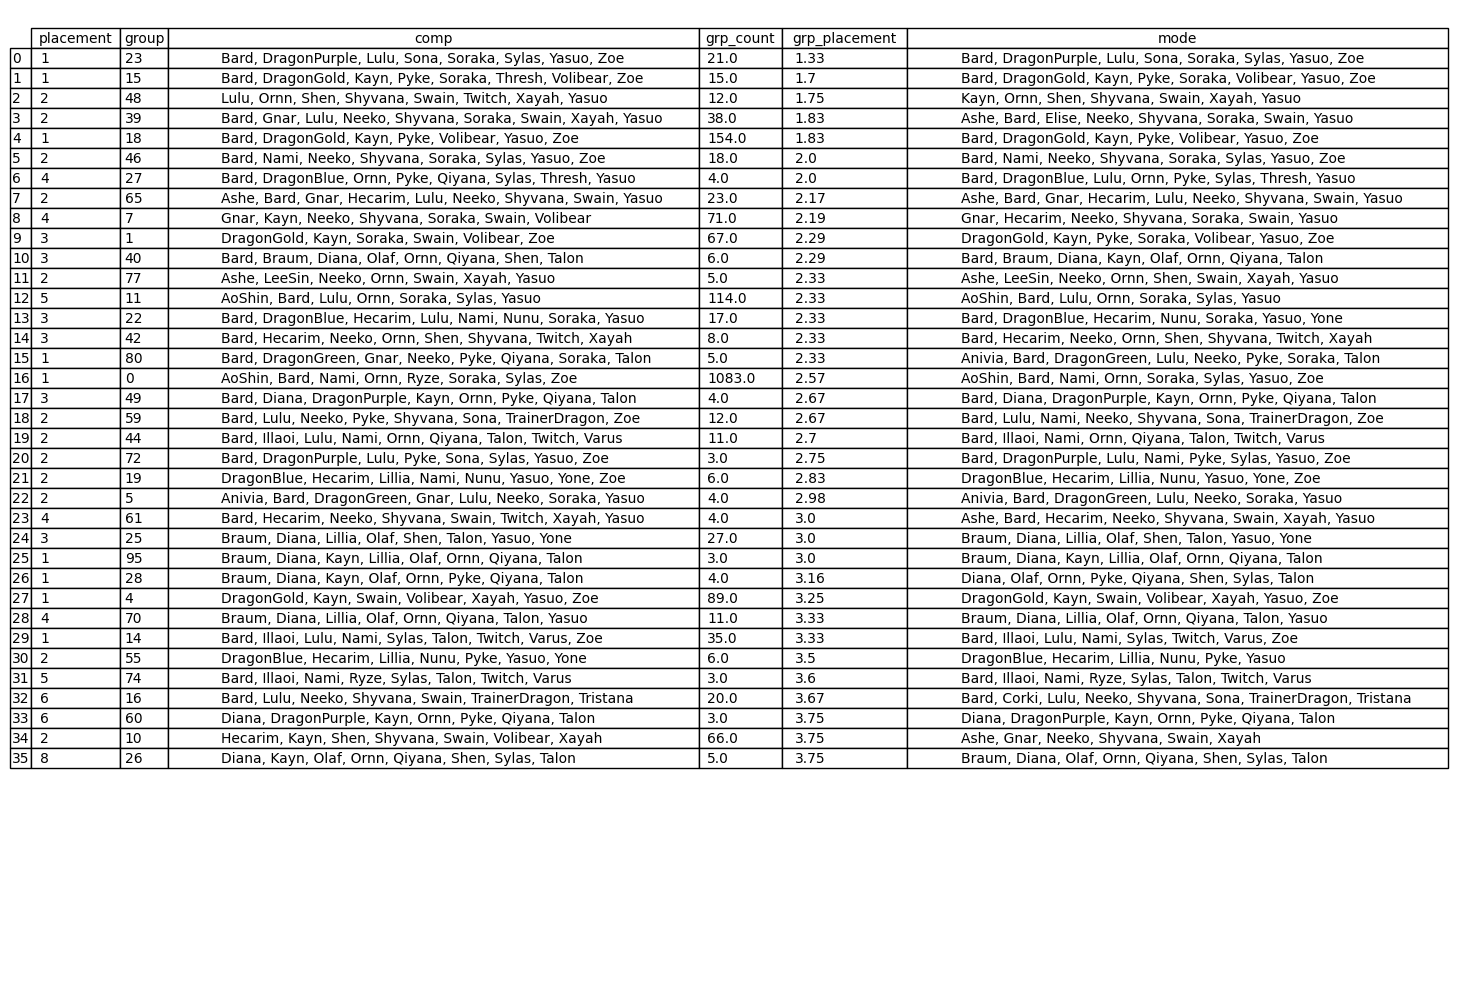 placement group comp grp_count grp_placement mode
0 1 23 Bard, DragonPurple, Lulu, Sona, Soraka, Sylas, Yasuo, Zoe 21.0 1.33 Bard, DragonPurple, Lulu, Sona, Soraka, Sylas, Yasuo, Zoe
1 1 15 Bard, DragonGold, Kayn, Pyke, Soraka, Thresh, Volibear, Zoe 15.0 1.7 Bard, DragonGold, Kayn, Pyke, Soraka, Volibear, Yasuo, Zoe
2 2 48 Lulu, Ornn, Shen, Shyvana, Swain, Twitch, Xayah, Yasuo 12.0 1.75 Kayn, Ornn, Shen, Shyvana, Swain, Xayah, Yasuo
3 2 39 Bard, Gnar, Lulu, Neeko, Shyvana, Soraka, Swain, Xayah, Yasuo 38.0 1.83 Ashe, Bard, Elise, Neeko, Shyvana, Soraka, Swain, Yasuo
4 1 18 Bard, DragonGold, Kayn, Pyke, Volibear, Yasuo, Zoe 154.0 1.83 Bard, DragonGold, Kayn, Pyke, Volibear, Yasuo, Zoe
5 2 46 Bard, Nami, Neeko, Shyvana, Soraka, Sylas, Yasuo, Zoe 18.0 2.0 Bard, Nami, Neeko, Shyvana, Soraka, Sylas, Yasuo, Zoe
6 4 27 Bard, DragonBlue, Ornn, Pyke, Qiyana, Sylas, Thresh, Yasuo 4.0 2.0 Bard, DragonBlue, Lulu, Ornn, Pyke, Sylas, Thresh, Yasuo
7 2 65 Ashe, Bard, Gnar, Hecarim, Lulu, Neeko, Shyvana, Swain, Yasuo 23.0 2.17 Ashe, Bard, Gnar, Hecarim, Lulu, Neeko, Shyvana, Swain, Yasuo
8 4 7 Gnar, Kayn, Neeko, Shyvana, Soraka, Swain, Volibear 71.0 2.19 Gnar, Hecarim, Neeko, Shyvana, Soraka, Swain, Yasuo
9 3 1 DragonGold, Kayn, Soraka, Swain, Volibear, Zoe 67.0 2.29 DragonGold, Kayn, Pyke, Soraka, Volibear, Yasuo, Zoe
10 3 40 Bard, Braum, Diana, Olaf, Ornn, Qiyana, Shen, Talon 6.0 2.29 Bard, Braum, Diana, Kayn, Olaf, Ornn, Qiyana, Talon
11 2 77 Ashe, LeeSin, Neeko, Ornn, Swain, Xayah, Yasuo 5.0 2.33 Ashe, LeeSin, Neeko, Ornn, Shen, Swain, Xayah, Yasuo
12 5 11 AoShin, Bard, Lulu, Ornn, Soraka, Sylas, Yasuo 114.0 2.33 AoShin, Bard, Lulu, Ornn, Soraka, Sylas, Yasuo
13 3 22 Bard, DragonBlue, Hecarim, Lulu, Nami, Nunu, Soraka, Yasuo 17.0 2.33 Bard, DragonBlue, Hecarim, Nunu, Soraka, Yasuo, Yone
14 3 42 Bard, Hecarim, Neeko, Ornn, Shen, Shyvana, Twitch, Xayah 8.0 2.33 Bard, Hecarim, Neeko, Ornn, Shen, Shyvana, Twitch, Xayah
15 1 80 Bard, DragonGreen, Gnar, Neeko, Pyke, Qiyana, Soraka, Talon 5.0 2.33 Anivia, Bard, DragonGreen, Lulu, Neeko, Pyke, Soraka, Talon
16 1 0 AoShin, Bard, Nami, Ornn, Ryze, Soraka, Sylas, Zoe 1083.0 2.57 AoShin, Bard, Nami, Ornn, Soraka, Sylas, Yasuo, Zoe
17 3 49 Bard, Diana, DragonPurple, Kayn, Ornn, Pyke, Qiyana, Talon 4.0 2.67 Bard, Diana, DragonPurple, Kayn, Ornn, Pyke, Qiyana, Talon
18 2 59 Bard, Lulu, Neeko, Pyke, Shyvana, Sona, TrainerDragon, Zoe 12.0 2.67 Bard, Lulu, Nami, Neeko, Shyvana, Sona, TrainerDragon, Zoe
19 2 44 Bard, Illaoi, Lulu, Nami, Ornn, Qiyana, Talon, Twitch, Varus 11.0 2.7 Bard, Illaoi, Nami, Ornn, Qiyana, Talon, Twitch, Varus
20 2 72 Bard, DragonPurple, Lulu, Pyke, Sona, Sylas, Yasuo, Zoe 3.0 2.75 Bard, DragonPurple, Lulu, Nami, Pyke, Sylas, Yasuo, Zoe
21 2 19 DragonBlue, Hecarim, Lillia, Nami, Nunu, Yasuo, Yone, Zoe 6.0 2.83 DragonBlue, Hecarim, Lillia, Nunu, Yasuo, Yone, Zoe
22 2 5 Anivia, Bard, DragonGreen, Gnar, Lulu, Neeko, Soraka, Yasuo 4.0 2.98 Anivia, Bard, DragonGreen, Lulu, Neeko, Soraka, Yasuo
23 4 61 Bard, Hecarim, Neeko, Shyvana, Swain, Twitch, Xayah, Yasuo 4.0 3.0 Ashe, Bard, Hecarim, Neeko, Shyvana, Swain, Xayah, Yasuo
24 3 25 Braum, Diana, Lillia, Olaf, Shen, Talon, Yasuo, Yone 27.0 3.0 Braum, Diana, Lillia, Olaf, Shen, Talon, Yasuo, Yone
25 1 95 Braum, Diana, Kayn, Lillia, Olaf, Ornn, Qiyana, Talon 3.0 3.0 Braum, Diana, Kayn, Lillia, Olaf, Ornn, Qiyana, Talon
26 1 28 Braum, Diana, Kayn, Olaf, Ornn, Pyke, Qiyana, Talon 4.0 3.16 Diana, Olaf, Ornn, Pyke, Qiyana, Shen, Sylas, Talon
27 1 4 DragonGold, Kayn, Swain, Volibear, Xayah, Yasuo, Zoe 89.0 3.25 DragonGold, Kayn, Swain, Volibear, Xayah, Yasuo, Zoe
28 4 70 Braum, Diana, Lillia, Olaf, Ornn, Qiyana, Talon, Yasuo 11.0 3.33 Braum, Diana, Lillia, Olaf, Ornn, Qiyana, Talon, Yasuo
29 1 14 Bard, Illaoi, Lulu, Nami, Sylas, Talon, Twitch, Varus, Zoe 35.0 3.33 Bard, Illaoi, Lulu, Nami, Sylas, Twitch, Varus, Zoe
30 2 55 DragonBlue, Hecarim, Lillia, Nunu, Pyke, Yasuo, Yone 6.0 3.5 DragonBlue, Hecarim, Lillia, Nunu, Pyke, Yasuo
31 5 74 Bard, Illaoi, Nami, Ryze, Sylas, Talon, Twitch, Varus 3.0 3.6 Bard, Illaoi, Nami, Ryze, Sylas, Talon, Twitch, Varus
32 6 16 Bard, Lulu, Neeko, Shyvana, Swain, TrainerDragon, Tristana 20.0 3.67 Bard, Corki, Lulu, Neeko, Shyvana, Sona, TrainerDragon, Tristana
33 6 60 Diana, DragonPurple, Kayn, Ornn, Pyke, Qiyana, Talon 3.0 3.75 Diana, DragonPurple, Kayn, Ornn, Pyke, Qiyana, Talon
34 2 10 Hecarim, Kayn, Shen, Shyvana, Swain, Volibear, Xayah 66.0 3.75 Ashe, Gnar, Neeko, Shyvana, Swain, Xayah
35 8 26 Diana, Kayn, Olaf, Ornn, Qiyana, Shen, Sylas, Talon 5.0 3.75 Braum, Diana, Olaf, Ornn, Qiyana, Shen, Sylas, Talon